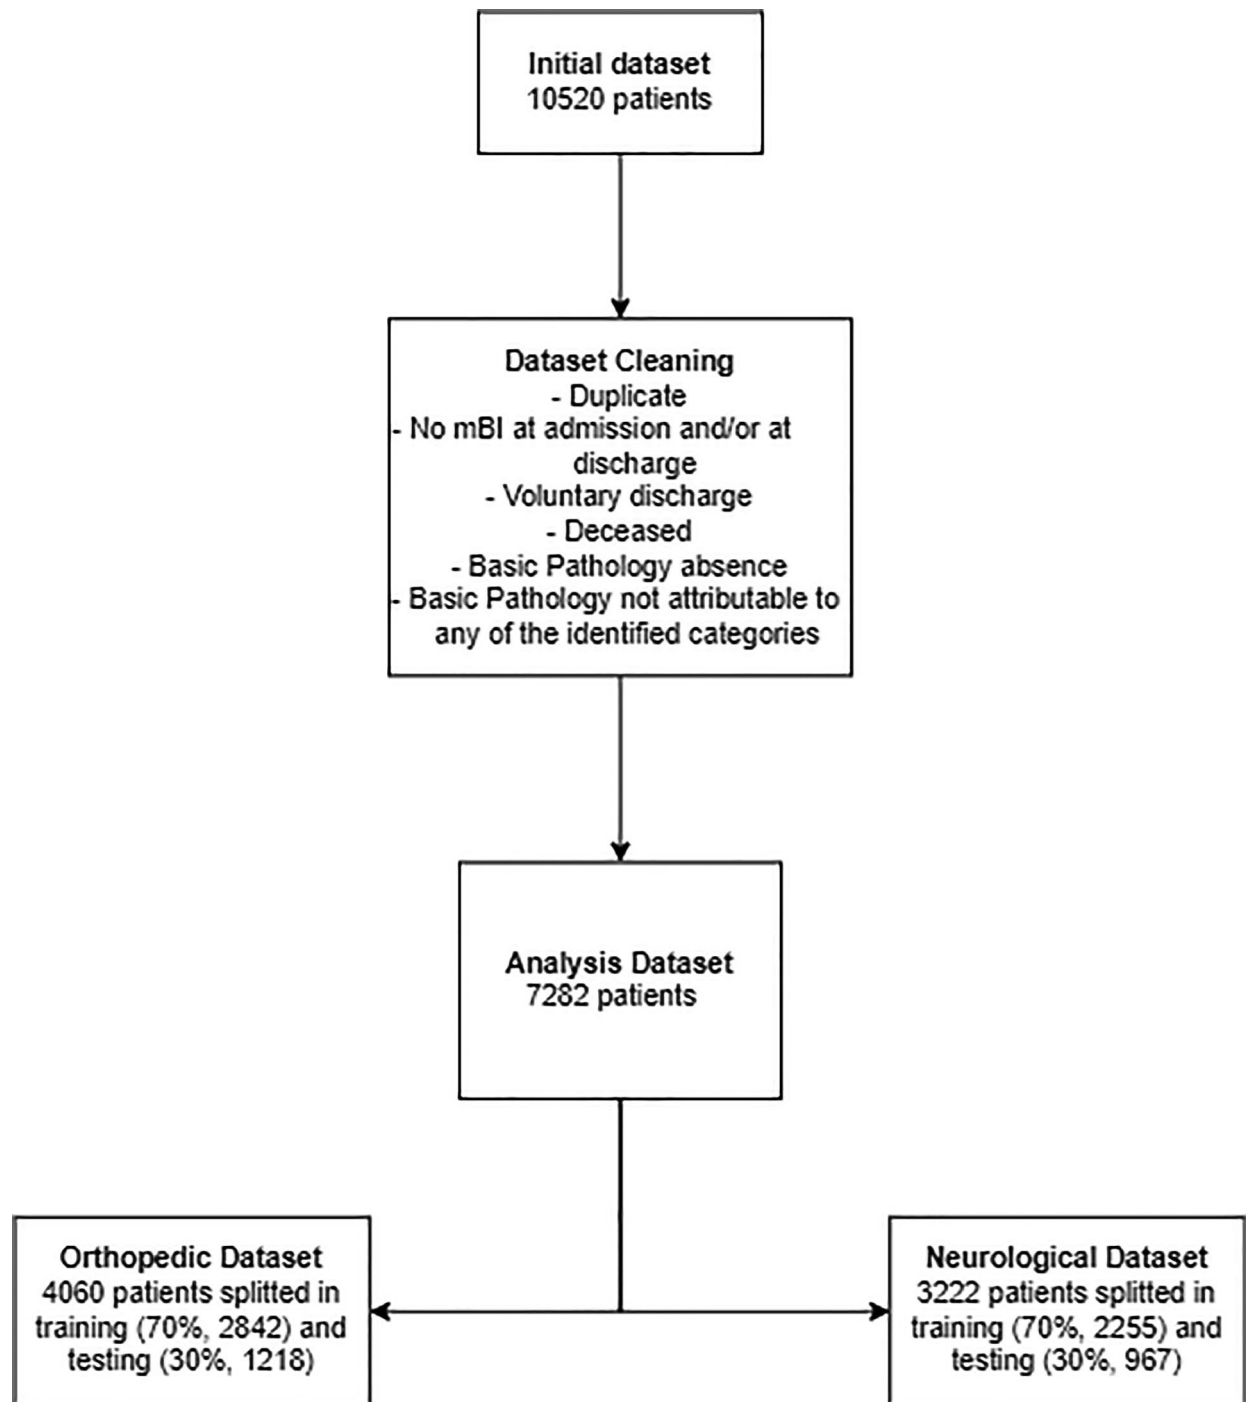 Initial dataset
10520 patients
Dataset Cleaning
- Duplicate
- No mBI at admission and/or at
discharge
- Voluntary discharge
- Deceased
- Basic Pathology absence
- Basic Pathology not attributable to
any of the identified categories
Analysis Dataset
7282 patients
Orthopedic Dataset
4060 patients splitted in
training (70%, 2842) and
testing (30%, 1218)
Neurological Dataset
3222 patients splitted in
training (70%, 2255) and
testing (30%, 967)